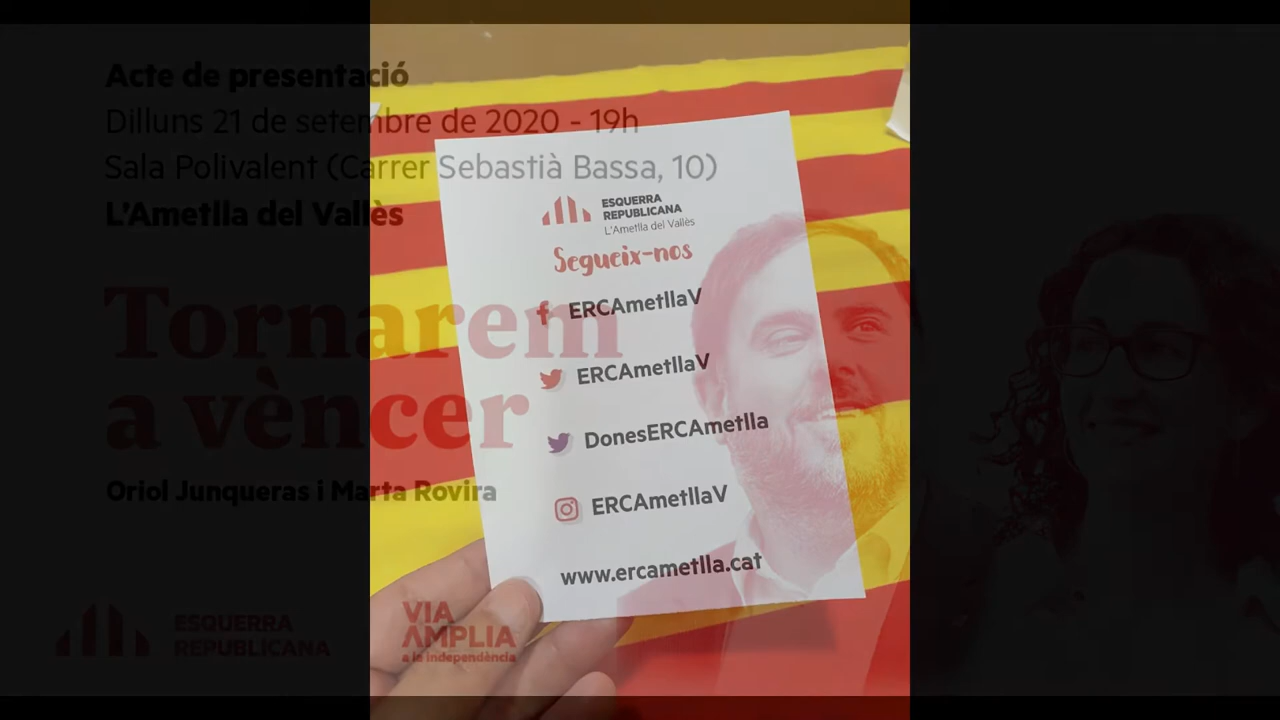 Acte de presentació
Dilluns 21 de setembre de 2020 - 19h
Sala Polivalent (Carrer Sebastià Bassa, 10)
L'Ametlla del Vallès
Tornarem
a vèncer
Oriol Junqueras i Marta Rovira
ESQUERRA
REPUBLICANA
VIA
AMPLIA
a la independència
ESQUERRA
REPUBLICANA
L'Ametlla del Vallès
Segueix-nos
ERCAmetllaV
ERCAmetllaV
DonesERCAmetlla
ERCAmetllaV
www.ercametlla.cat